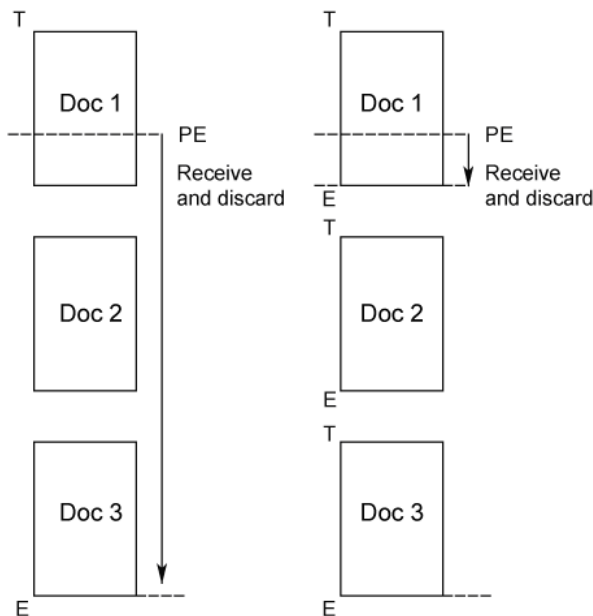 T
Doc 1
PE
Receive
and discard
Doc 2
Doc 3
E
T
Doc 1
PE
Receive
and discard
E
T
Doc 2
E
T
Doc 3
E